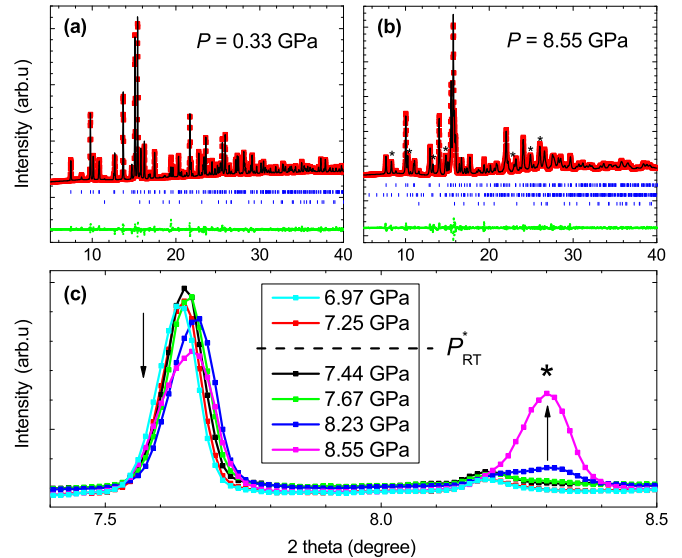 (a)
P = 0.33 GPa
(b)
P = 8.55 GPa
Intensity (arb.u)
Intensity (arb.u)
* * * * * * *
10 20 30 40
10 20 30 40
(c)
6.97 GPa
7.25 GPa
P*RT
7.44 GPa
7.67 GPa
8.23 GPa
8.55 GPa
*
Intensity (arb.u)
7.5 8.0 8.5
2 theta (degree)